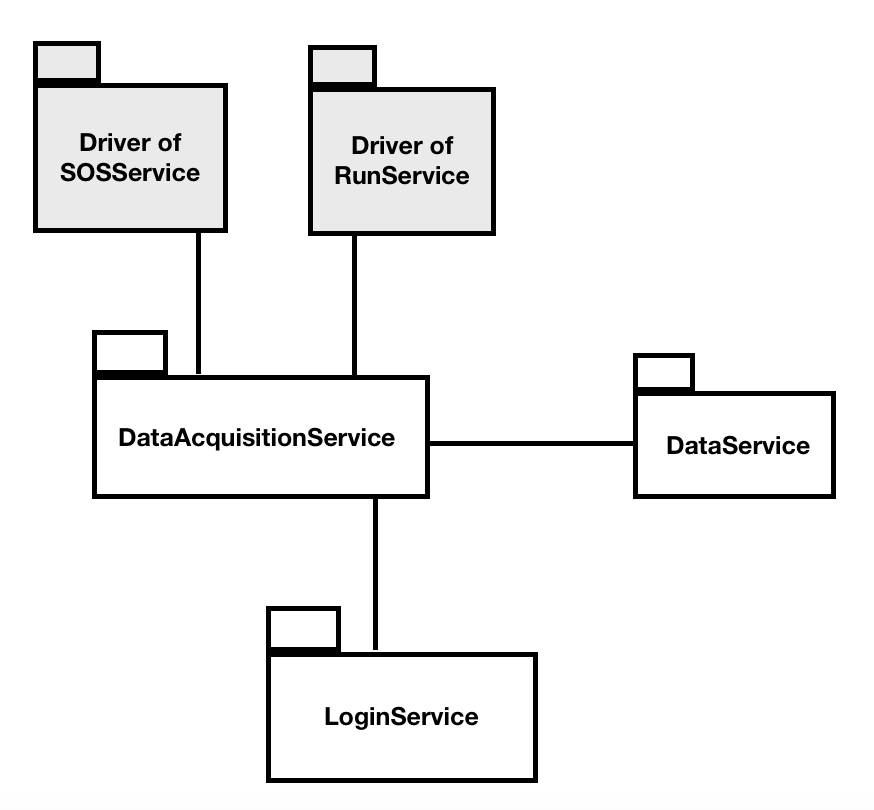 Driver of
SOSService
Driver of
RunService
DataAcquisitionService
DataService
LoginService